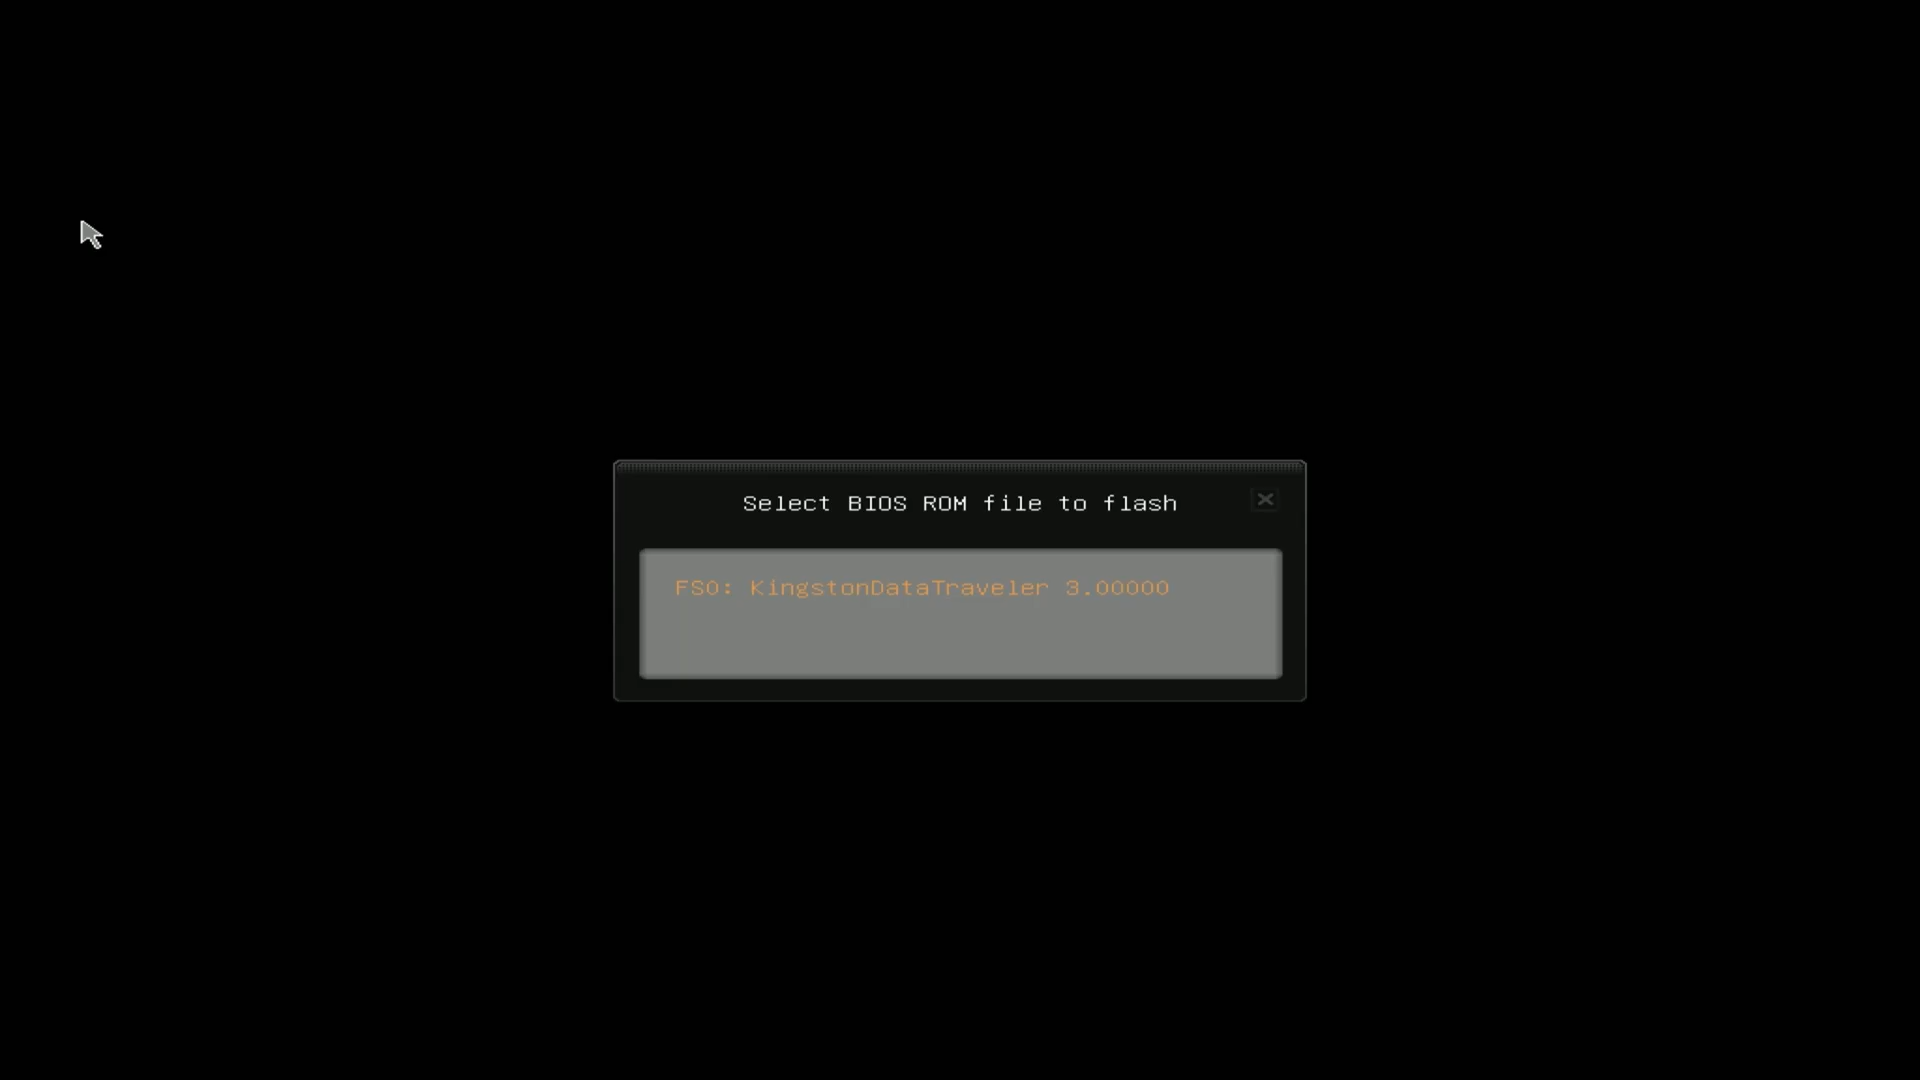 Select BIOS ROM file to flash
FS0: KingstonDataTraveler 3.00000